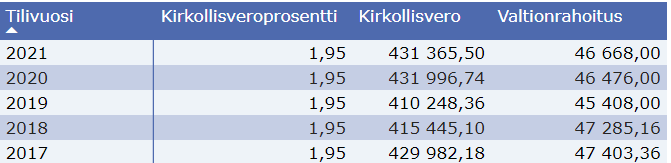 Tilivuosi Kirkollisveroprosentti Kirkollisvero Valtionrahoitus
2021 1,95 431 365,50 46 668,00
2020 1,95 431 996,74 46 476,00
2019 1,95 410 248,36 45 408,00
2018 1,95 415 445,10 47 285,16
2017 1,95 429 982,18 47 403,36